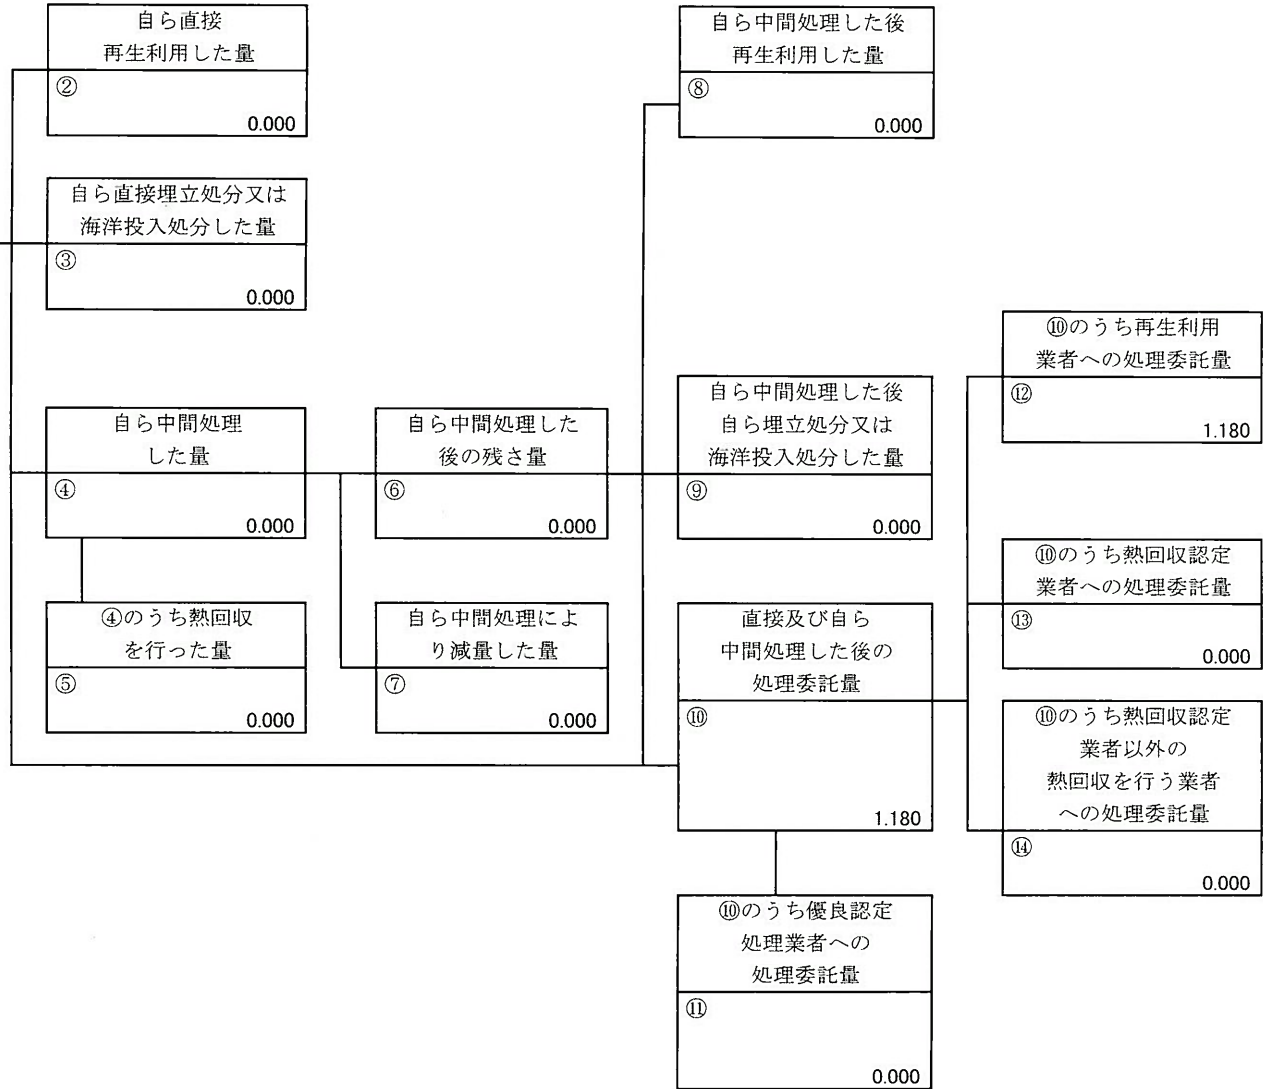 自ら直接
再生利用した量
②
0.000
自ら中間処理した後
再生利用した量
⑧
0.000
自ら直接埋立処分又は
海洋投入処分した量
③
0.000
⑩のうち再生利用
業者への処理委託量
⑫
1.180
自ら中間処理
した量
④
0.000
自ら中間処理した
後の残さ量
⑥
0.000
自ら中間処理した後
自ら埋立処分又は
海洋投入処分した量
⑨
0.000
⑩のうち熱回収認定
業者への処理委託量
⑬
0.000
④のうち熱回収
を行った量
⑤
0.000
自ら中間処理によ
り減量した量
⑦
0.000
直接及び自ら
中間処理した後の
処理委託量
⑩
1.180
⑩のうち熱回収認定
業者以外の
熱回収を行う業者
への処理委託量
⑭
0.000
⑩のうち優良認定
処理業者への
処理委託量
⑪
0.000